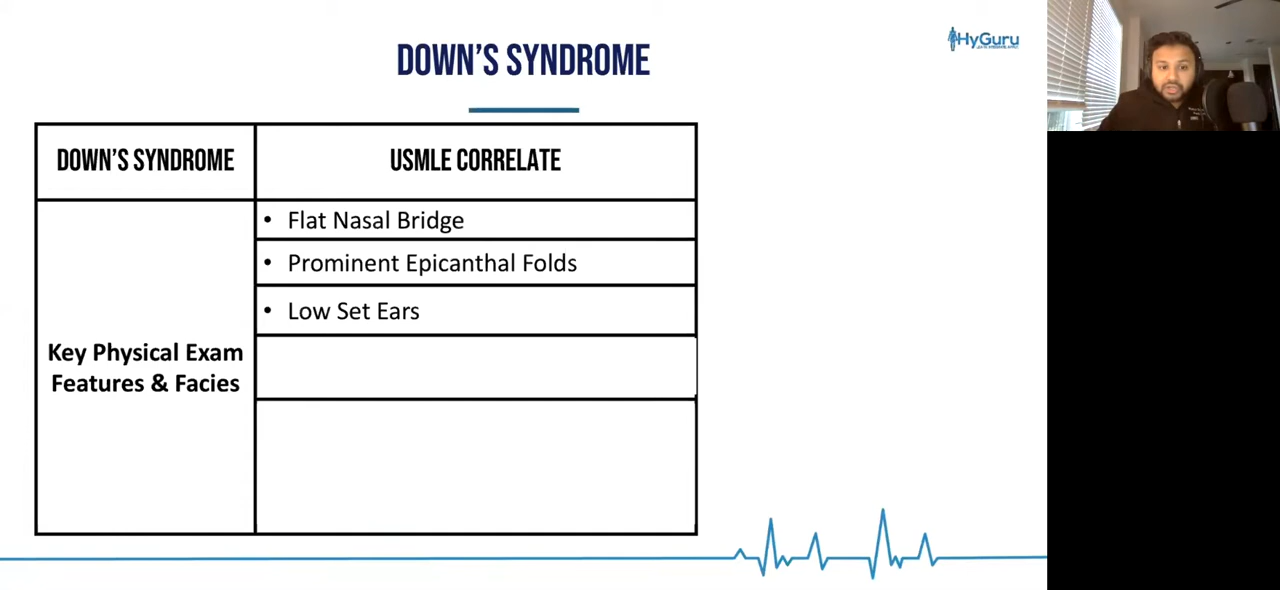 HyGuru
DOWN'S SYNDROME
DOWN'S SYNDROME
USMLE CORRELATE
Key Physical Exam
Features & Facies
• Flat Nasal Bridge
• Prominent Epicanthal Folds
• Low Set Ears